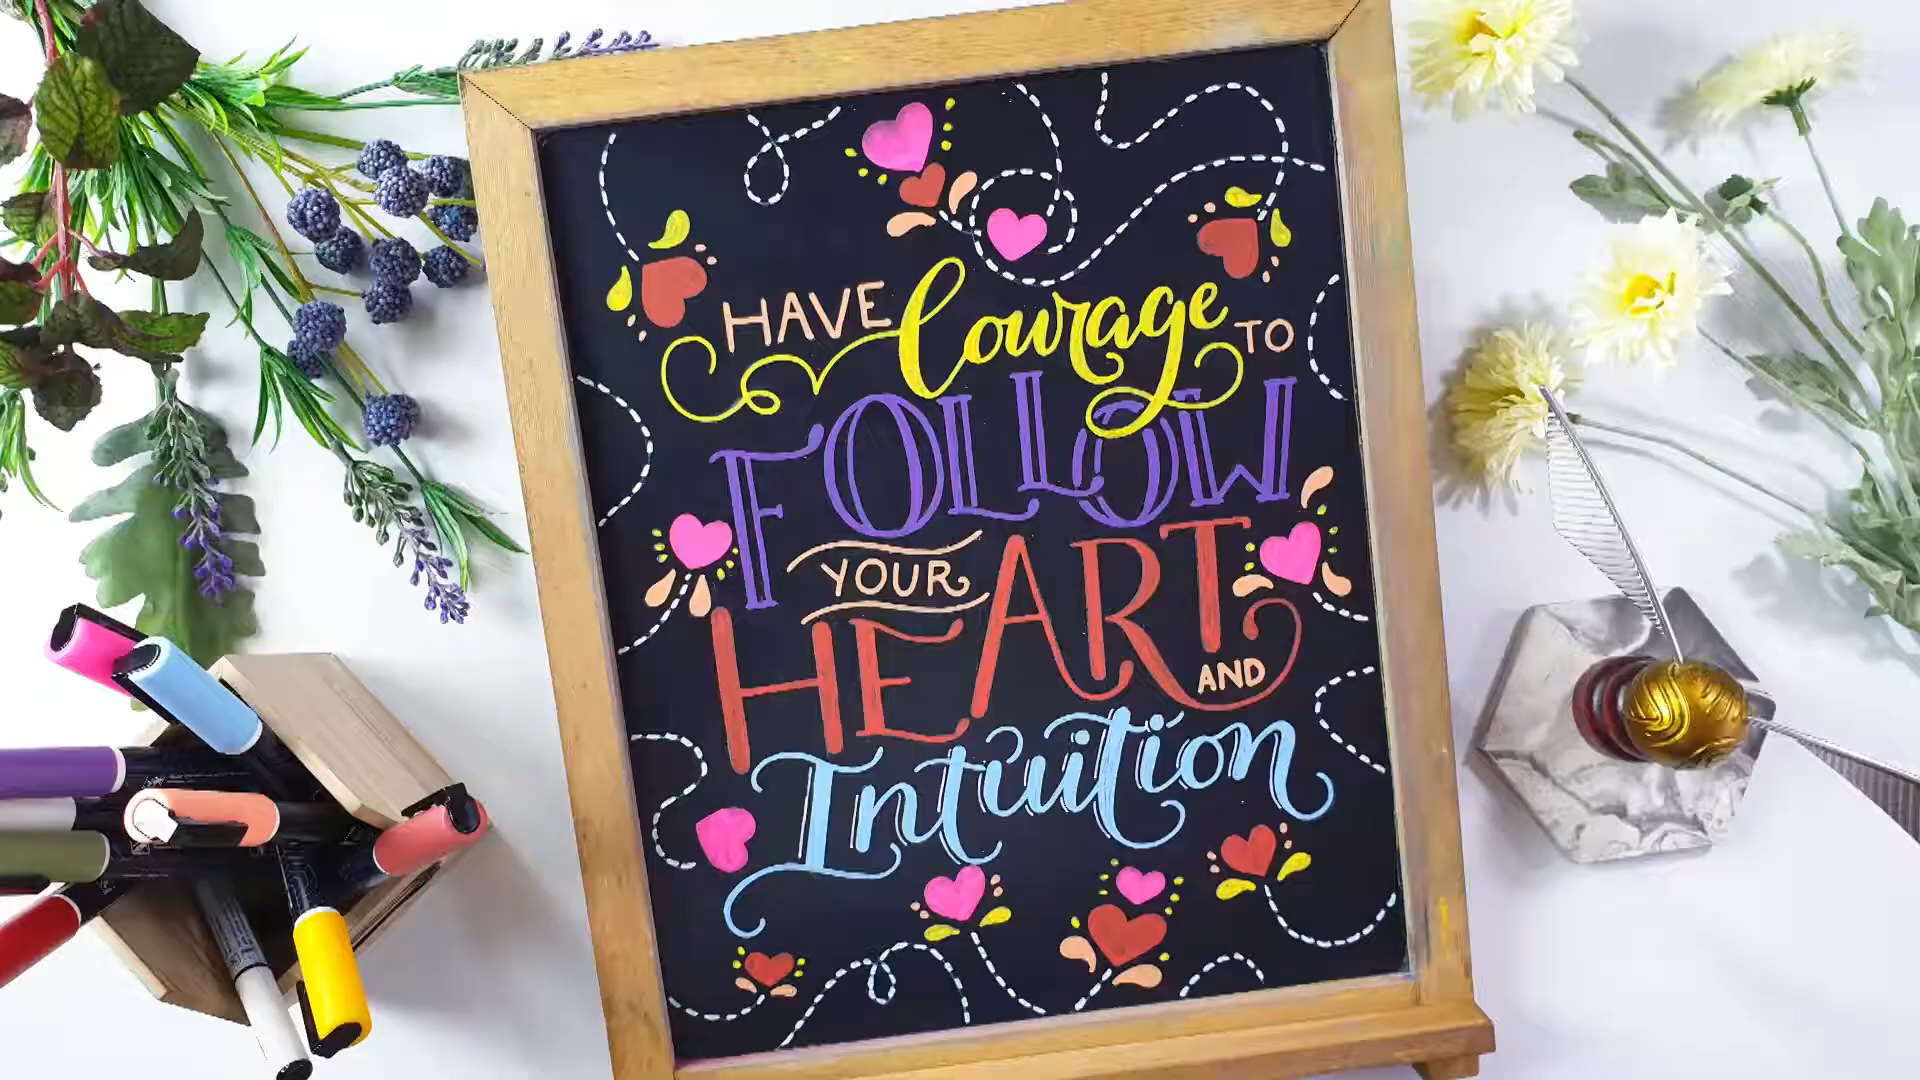 HAVE Courage TO
FOLLOW
YOUR
HEART AND
Intuition